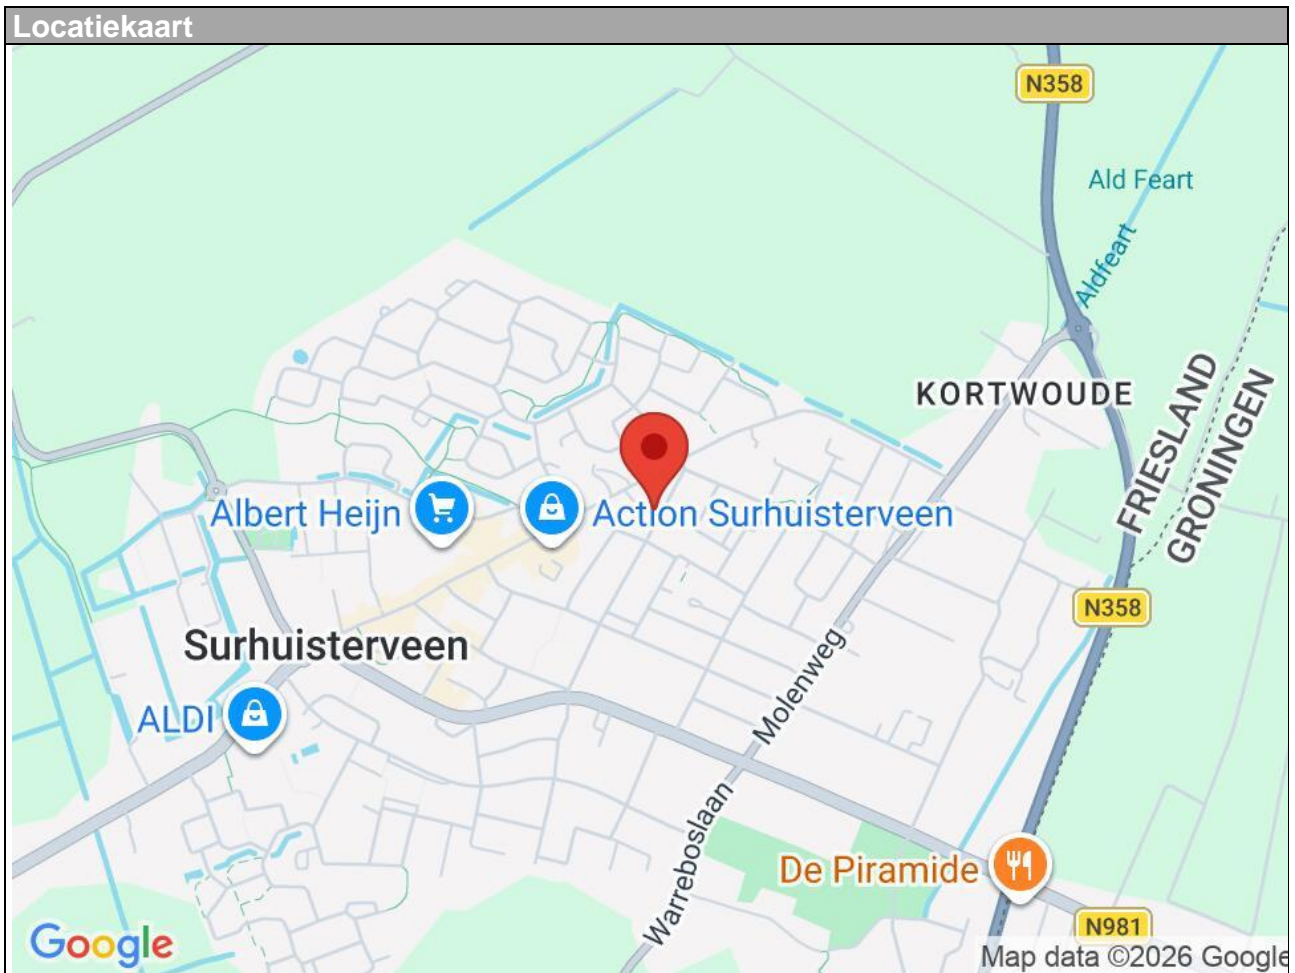 Locatiekaart
N358
Ald Feart
Aldfeart
KORTWOUDE
FRIESLAND
GRONINGEN
Albert Heijn
Action Surhuisterveen
N358
Surhuisterveen
Molenweg
ALDI
Warreboslaan
De Piramide
N981
Google
Map data ©2026 Google